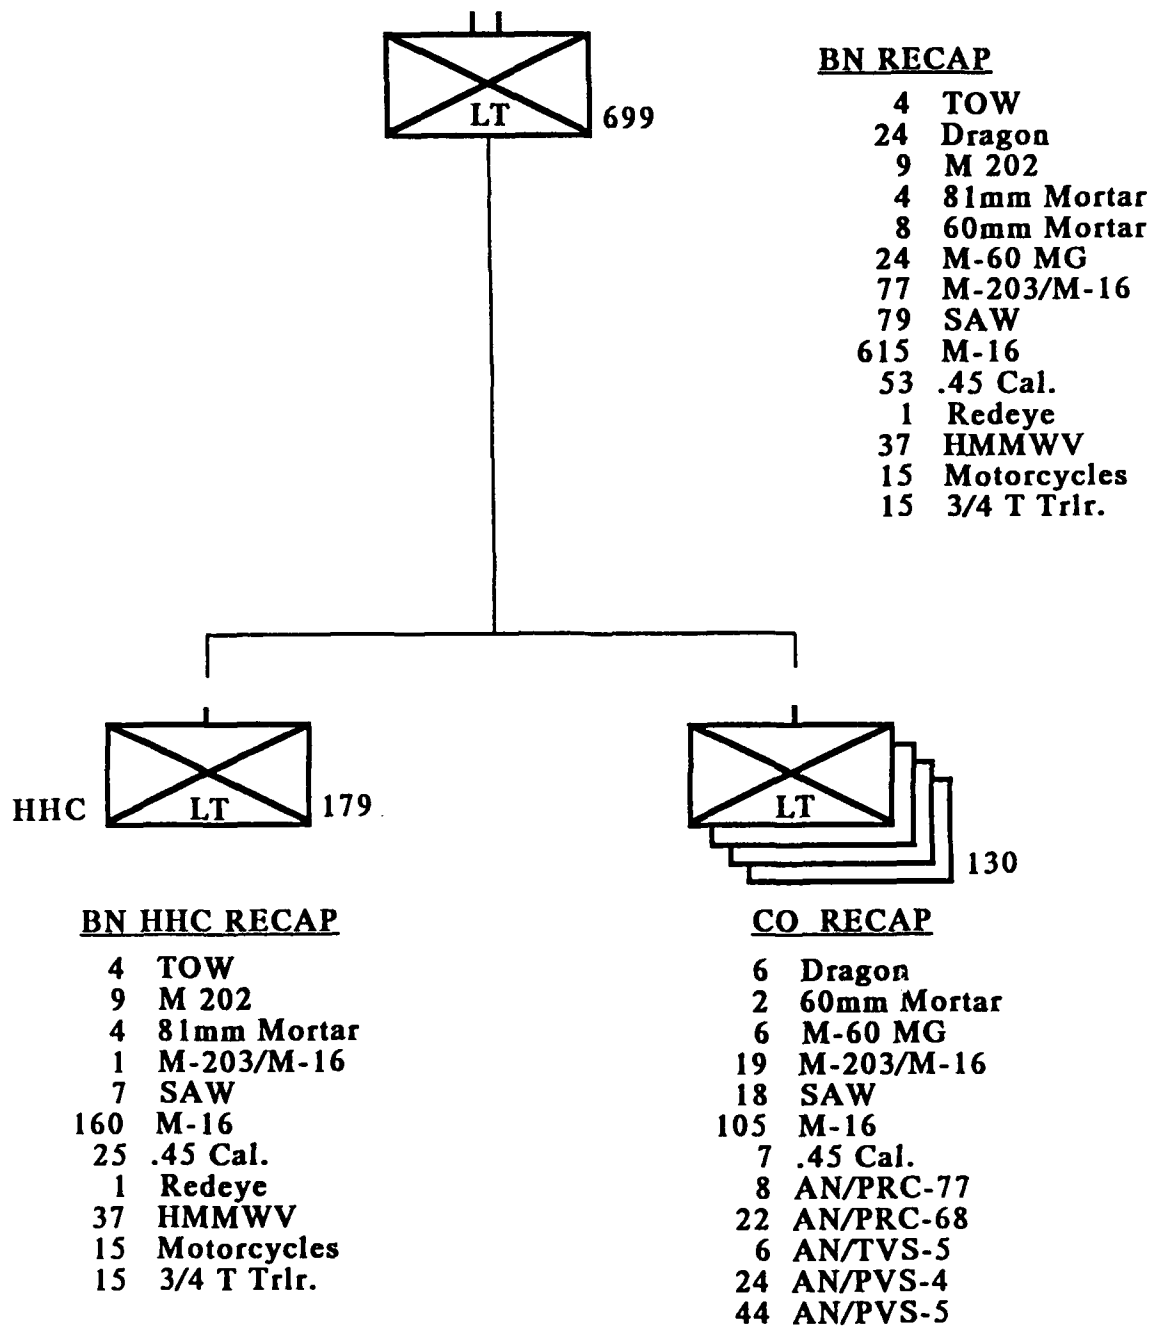 LT
699
BN RECAP
4 TOW
24 Dragon
9 M 202
4 81mm Mortar
8 60mm Mortar
24 M-60 MG
77 M-203/M-16
79 SAW
615 M-16
53 .45 Cal.
1 Redeye
37 HMMWV
15 Motorcycles
15 3/4 T Trlr.
HHC
LT
179
BN HHC RECAP
4 TOW
9 M 202
4 81mm Mortar
1 M-203/M-16
7 SAW
160 M-16
25 .45 Cal.
1 Redeye
37 HMMWV
15 Motorcycles
15 3/4 T Trlr.
LT
130
CO RECAP
6 Dragon
2 60mm Mortar
6 M-60 MG
19 M-203/M-16
18 SAW
105 M-16
7 .45 Cal.
8 AN/PRC-77
22 AN/PRC-68
6 AN/TVS-5
24 AN/PVS-4
44 AN/PVS-5